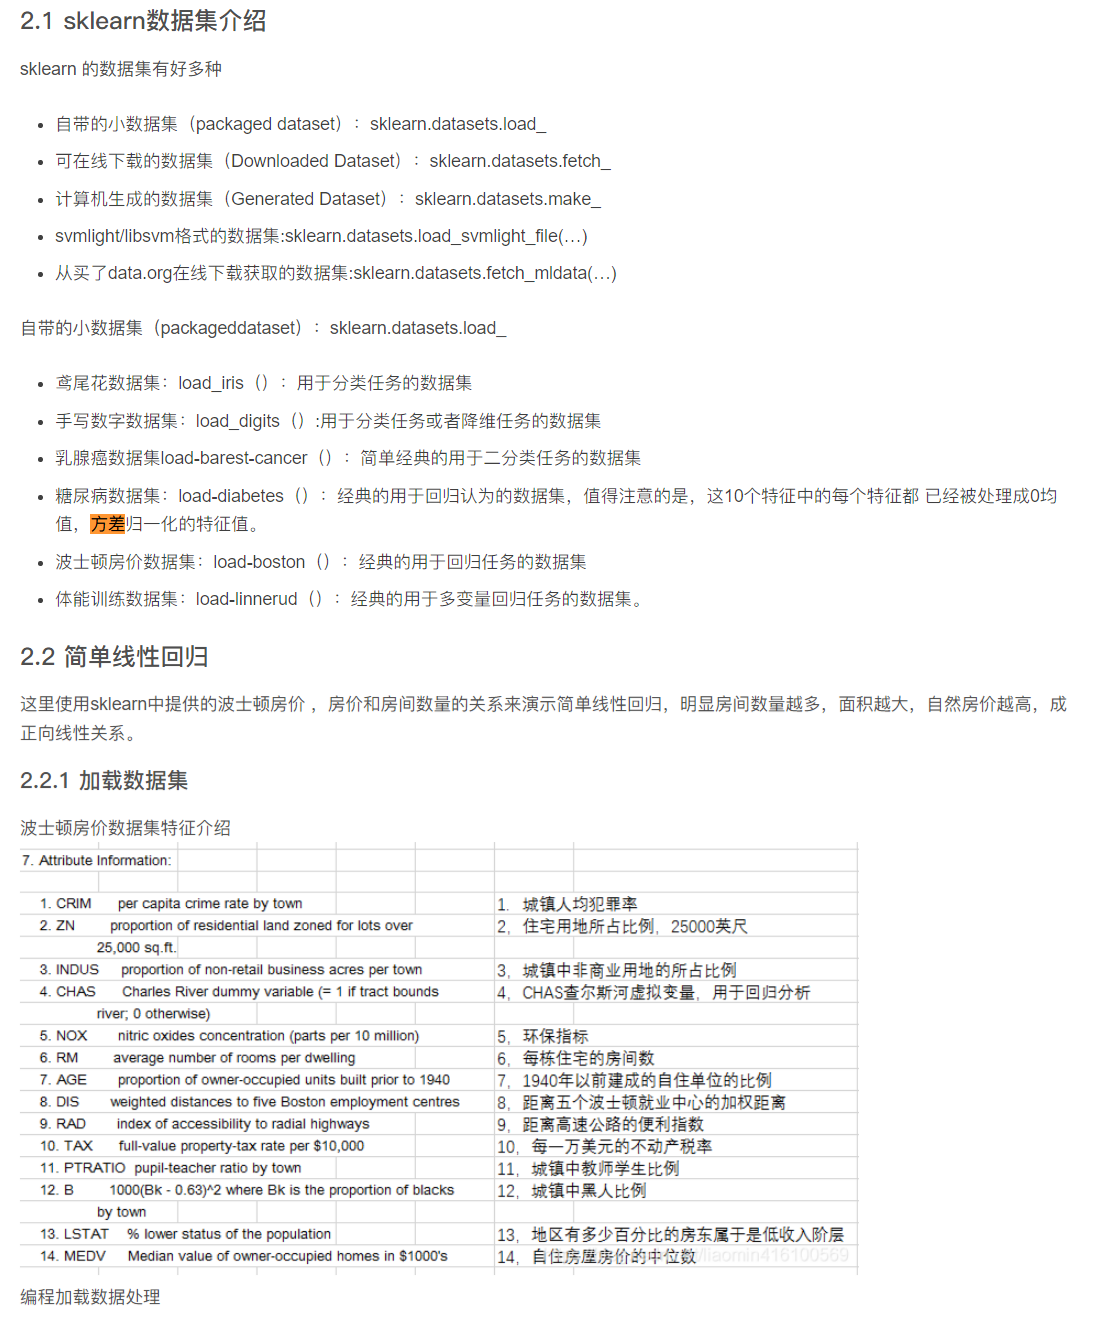 2.1 sklearn数据集介绍
sklearn 的数据集有好多种
自带的小数据集（packaged dataset）：sklearn.datasets.load_
可在线下载的数据集（Downloaded Dataset）：sklearn.datasets.fetch_
计算机生成的数据集（Generated Dataset）：sklearn.datasets.make_
svmlight/libsvm格式的数据集:sklearn.datasets.load_svmlight_file(…)
从买了data.org在线下载获取的数据集:sklearn.datasets.fetch_mldata(…)
自带的小数据集（packageddataset）：sklearn.datasets.load_
鸢尾花数据集：load_iris（）：用于分类任务的数据集
手写数字数据集：load_digits（）:用于分类任务或者降维任务的数据集
乳腺癌数据集load-barest-cancer（）：简单经典的用于二分类任务的数据集
糖尿病数据集：load-diabetes（）：经典的用于回归认为的数据集，值得注意的是，这10个特征中的每个特征都 已经被处理成0均
值，方差归一化的特征值。
波士顿房价数据集：load-boston（）：经典的用于回归任务的数据集
体能训练数据集：load-linnerud（）：经典的用于多变量回归任务的数据集。
2.2 简单线性回归
这里使用sklearn中提供的波士顿房价 ，房价和房间数量的关系来演示简单线性回归，明显房间数量越多，面积越大，自然房价越高，成
正向线性关系。
2.2.1 加载数据集
波士顿房价数据集特征介绍
7. Attribute Information:
1. CRIM per capita crime rate by town 1. 城镇人均犯罪率
2. ZN proportion of residential land zoned for lots over 2，住宅用地所占比例，25000英尺
25,000 sq.ft.
3. INDUS proportion of non-retail business acres per town 3，城镇中非商业用地的所占比例
4. CHAS Charles River dummy variable (= 1 if tract bounds 4，CHAS查尔斯河虚拟变量，用于回归分析
river; 0 otherwise)
5. NOX nitric oxides concentration (parts per 10 million) 5，环保指标
6. RM average number of rooms per dwelling 6，每栋住宅的房间数
7. AGE proportion of owner-occupied units built prior to 1940 7，1940年以前建成的自住单位的比例
8. DIS weighted distances to five Boston employment centres 8，距离五个波士顿就业中心的加权距离
9. RAD index of accessibility to radial highways 9，距离高速公路的便利指数
10. TAX full-value property-tax rate per $10,000 10，每一万美元的不动产税率
11. PTRATIO pupil-teacher ratio by town 11，城镇中教师学生比例
12. B 1000(Bk - 0.63)^2 where Bk is the proportion of blacks 12，城镇中黑人比例
by town
13. LSTAT % lower status of the population 13，地区有多少百分比的房东属于是低收入阶层
14. MEDV Median value of owner-occupied homes in $1000's 14，自住房屋房价的中位数
/liaomin416100569
编程加载数据处理